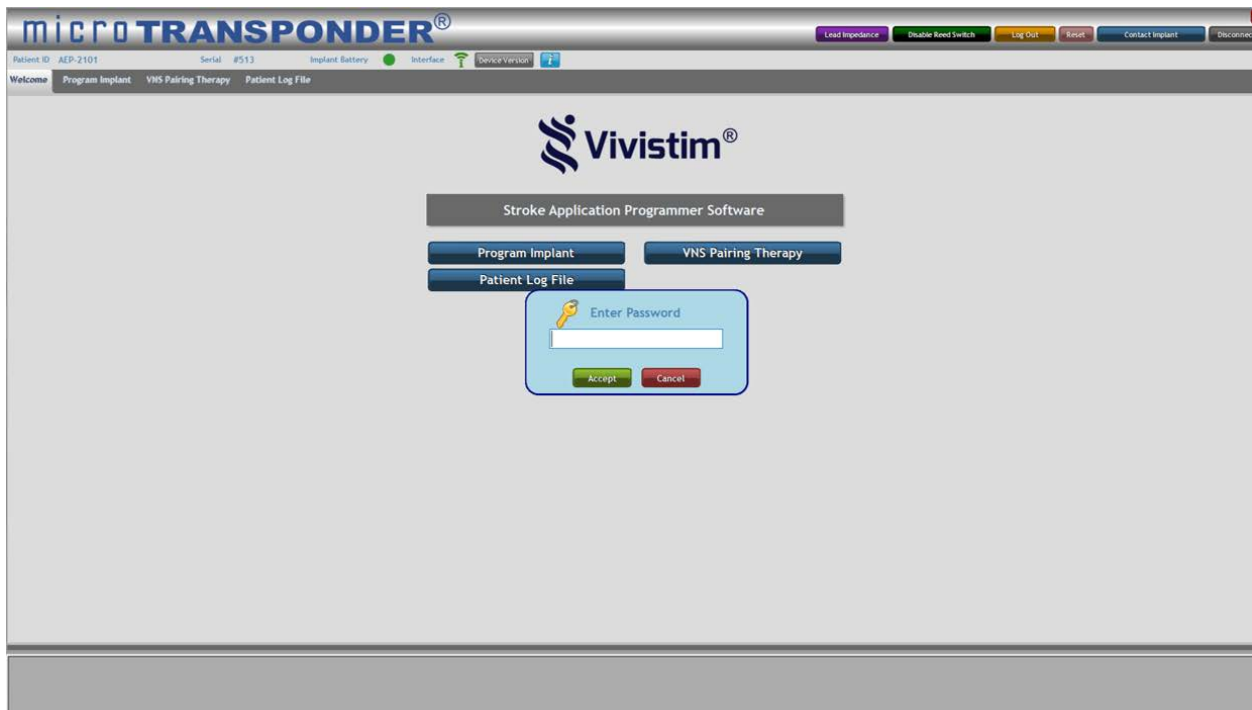 microTRANSPONDER®
Lead Impedance Disable Reed Switch Log Out Reset Contact Implant
Patient ID AEP-2101 Serial #513 Implant Battery Interface Device Version
Welcome Program Implant VNS Pairing Therapy Patient Log File
Vivistim®
Stroke Application Programmer Software
Program Implant VNS Pairing Therapy
Patient Log File
Enter Password
Accept Cancel